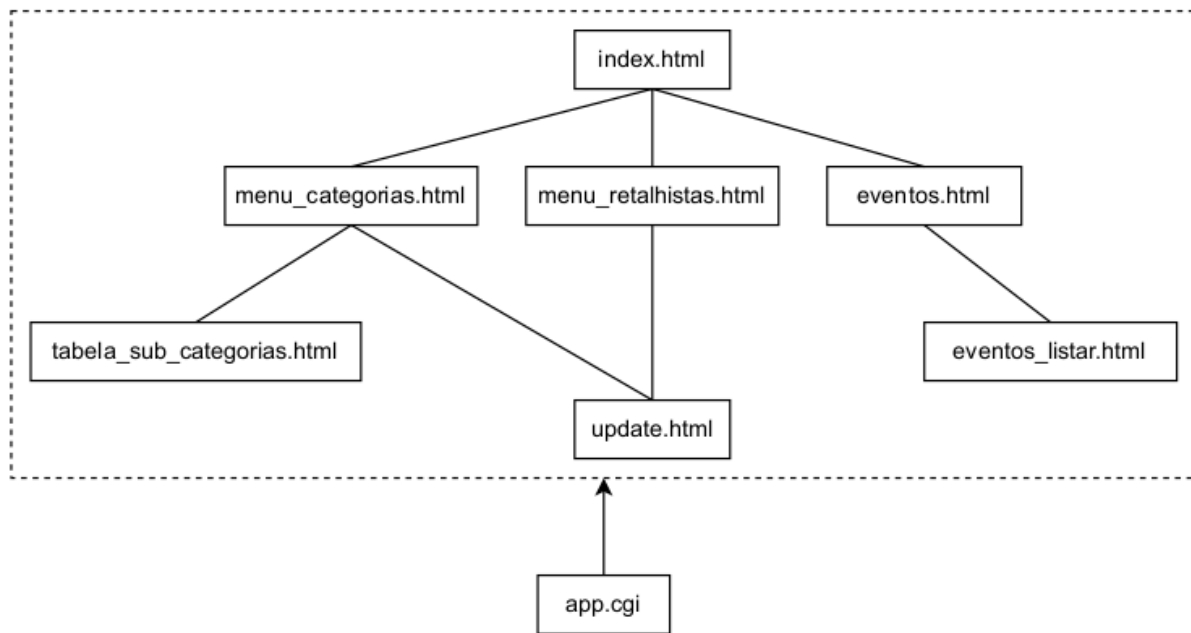 index.html
menu_categorias.html
menu_retalhistas.html
eventos.html
tabela_sub_categorias.html
eventos_listar.html
update.html
app.cgi